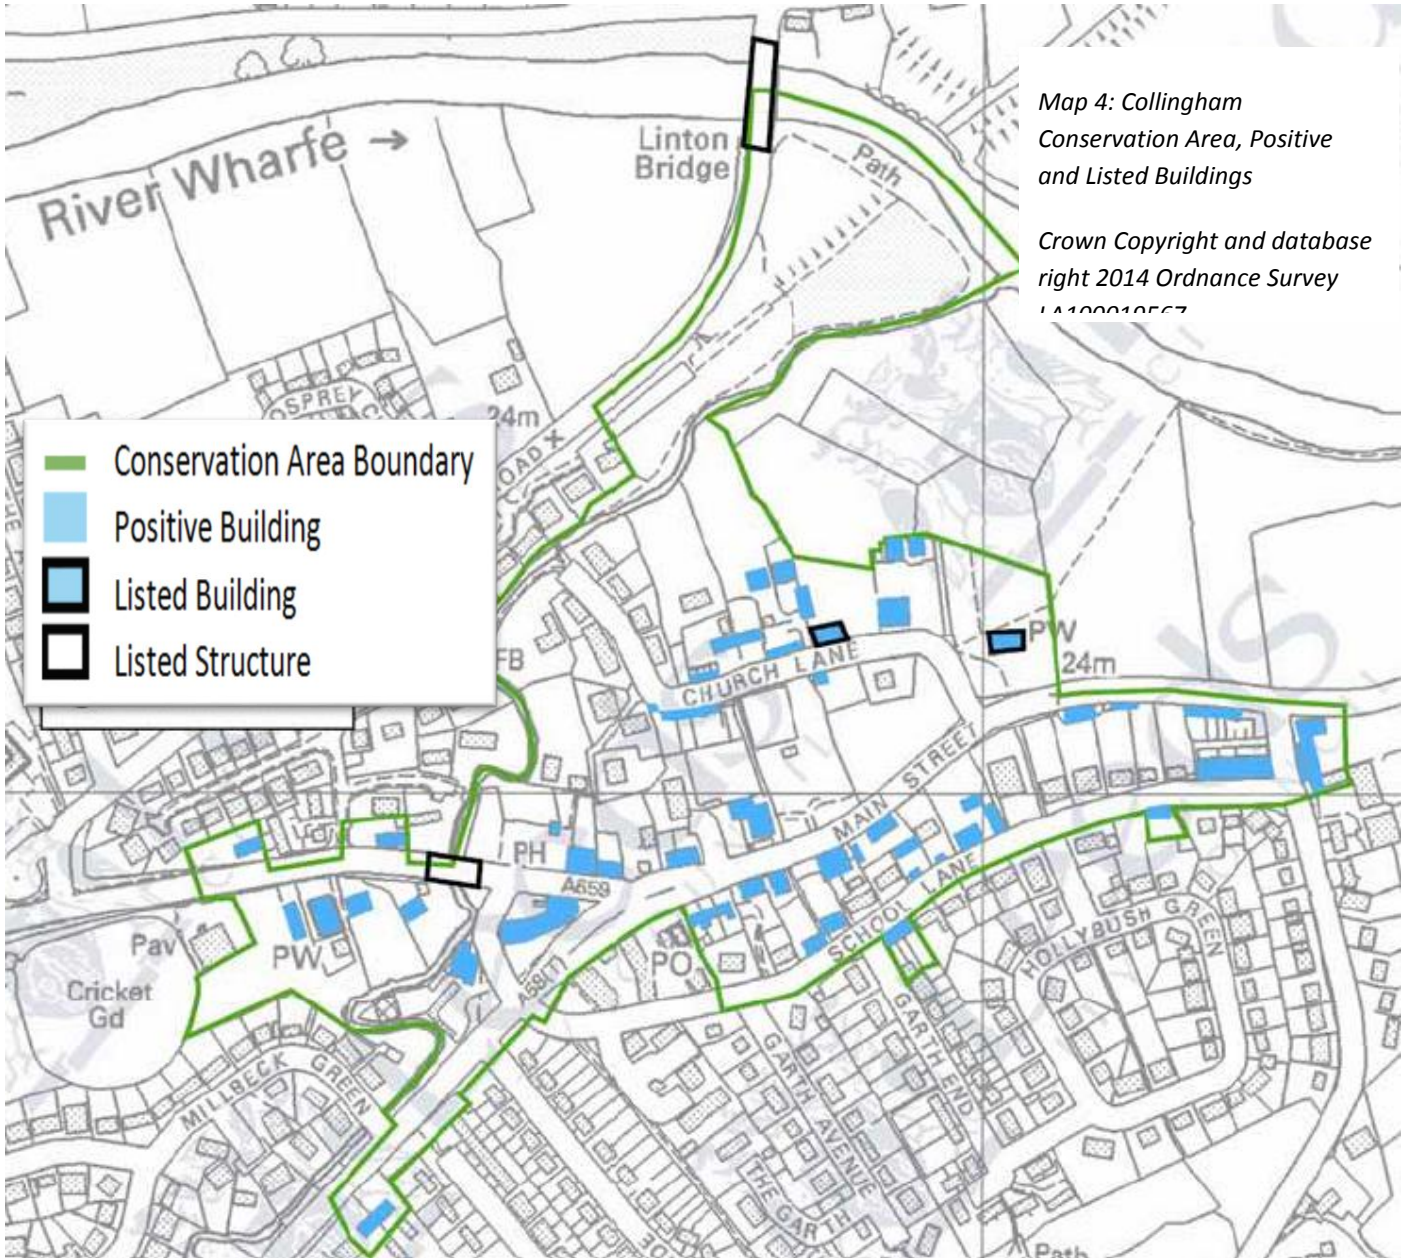 Map 4: Collingham
Conservation Area, Positive
and Listed Buildings
Crown Copyright and database
right 2014 Ordnance Survey
Linton
Bridge
Path
River Wharfe →
OSPREY
24m
OAD
Conservation Area Boundary
Positive Building
Listed Building
Listed Structure
FB
CHURCH LANE
PW
24m
MAIN STREET
PH
A659
SCHOOL LANE
HOLLYBUSH GREEN
Pav
PW
PO
Cricket
Gd
MILLBECK GREEN
GARTH END
GARTH AVENUE
THE GARTH
Path